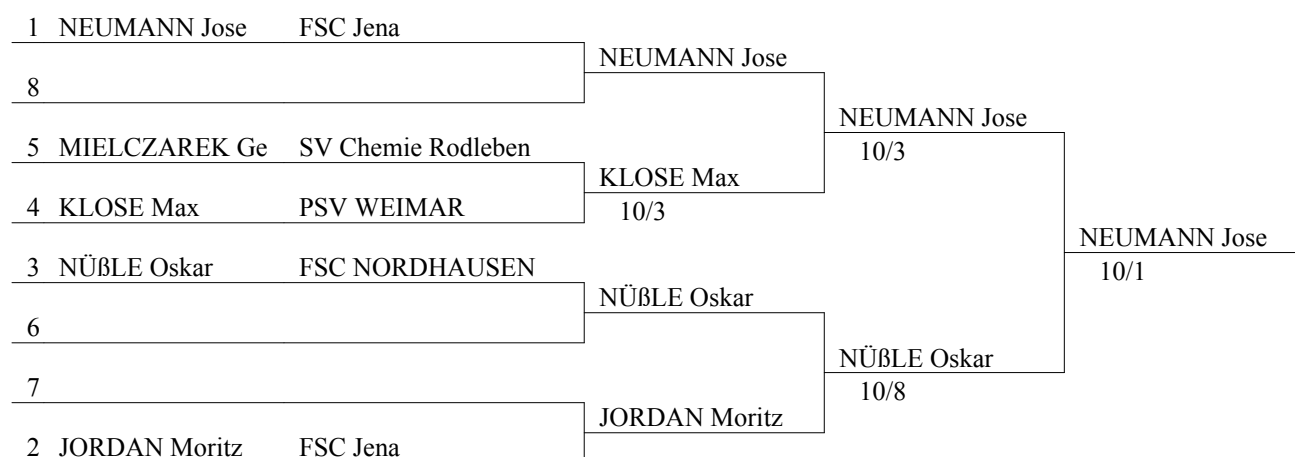 1 NEUMANN Jose FSC Jena
NEUMANN Jose
8
NEUMANN Jose
10/3
5 MIELCZAREK Ge SV Chemie Rodleben
KLOSE Max
10/3
4 KLOSE Max PSV WEIMAR
NEUMANN Jose
10/1
3 NÜßLE Oskar FSC NORDHAUSEN
NÜßLE Oskar
6
NÜßLE Oskar
10/8
7
JORDAN Moritz
2 JORDAN Moritz FSC Jena